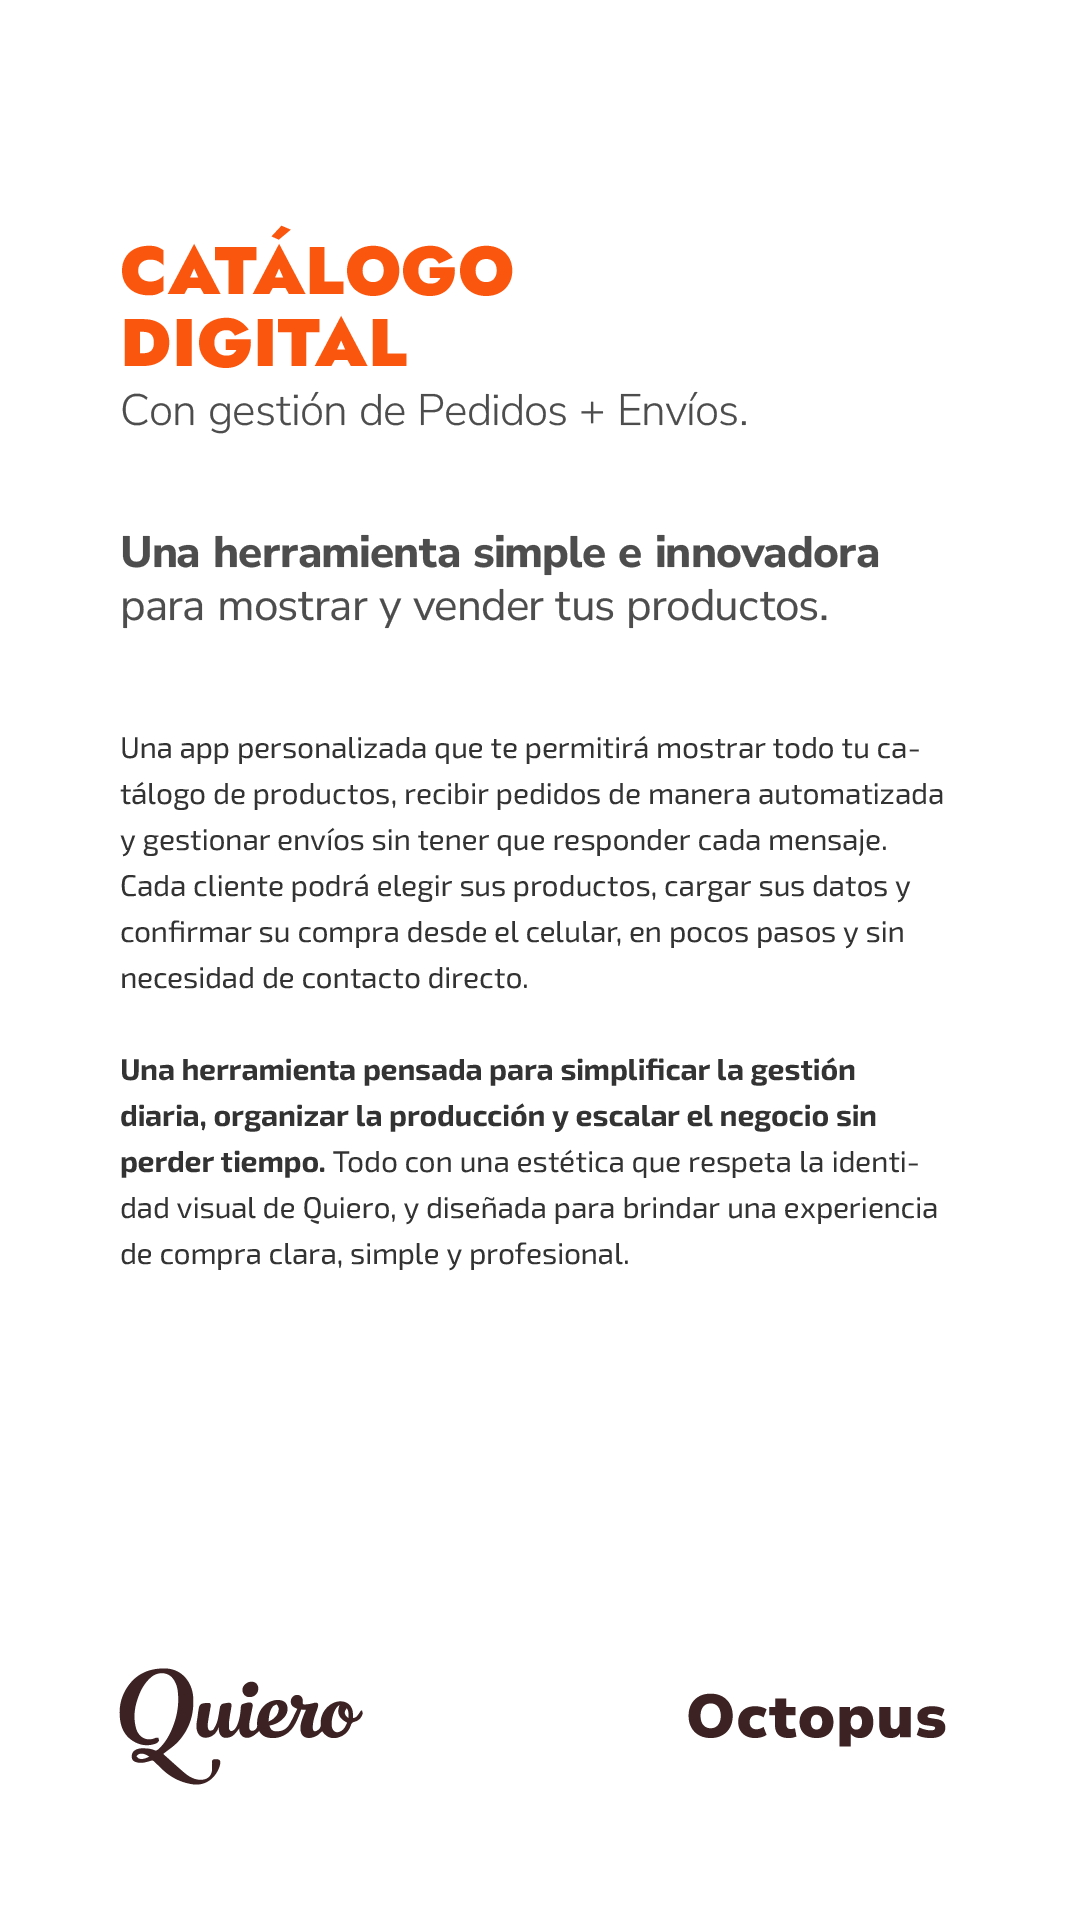 CATÁLOGO
DIGITAL
Con gestión de Pedidos + Envíos.
Una herramienta simple e innovadora
para mostrar y vender tus productos.
Una app personalizada que te permitirá mostrar todo tu ca-
tálogo de productos, recibir pedidos de manera automatizada
y gestionar envíos sin tener que responder cada mensaje.
Cada cliente podrá elegir sus productos, cargar sus datos y
confirmar su compra desde el celular, en pocos pasos y sin
necesidad de contacto directo.
Una herramienta pensada para simplificar la gestión
diaria, organizar la producción y escalar el negocio sin
perder tiempo. Todo con una estética que respeta la identi-
dad visual de Quiero, y diseñada para brindar una experiencia
de compra clara, simple y profesional.
Quiero
Octopus